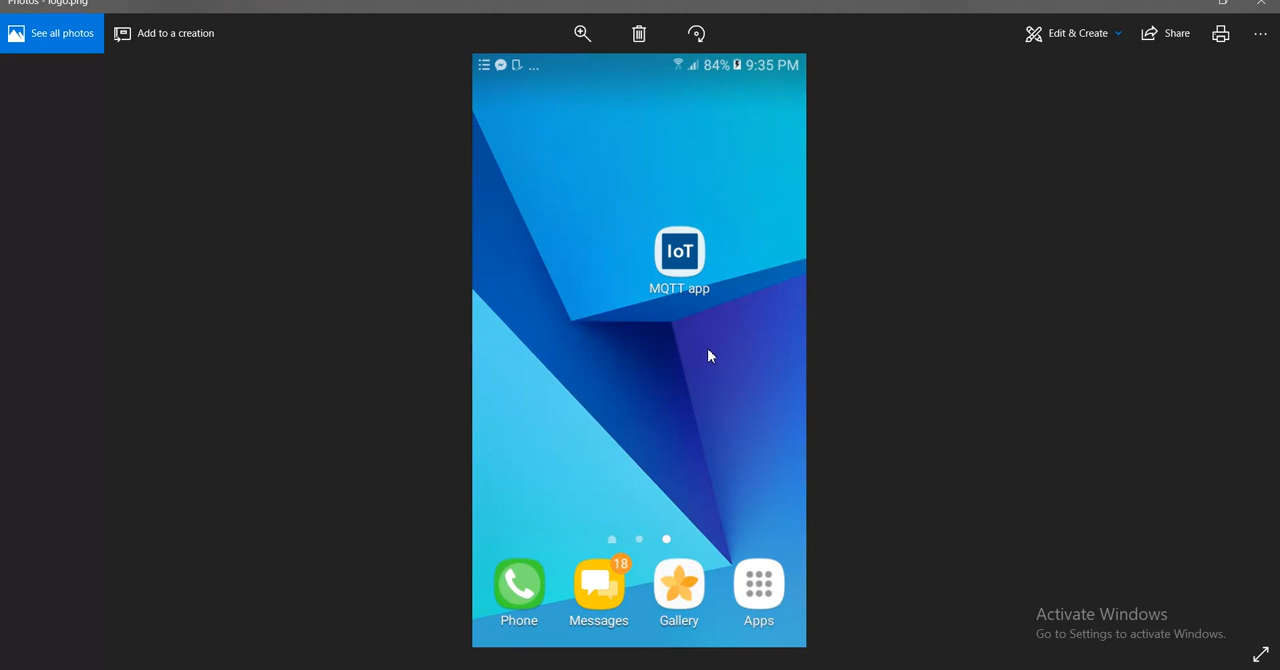 Photos - logo.png
See all photos
Add to a creation
Edit & Create
Share
... 84% 9:35 PM
IoT
MQTT app
18
Phone
Messages
Gallery
Apps
Activate Windows
Go to Settings to activate Windows.